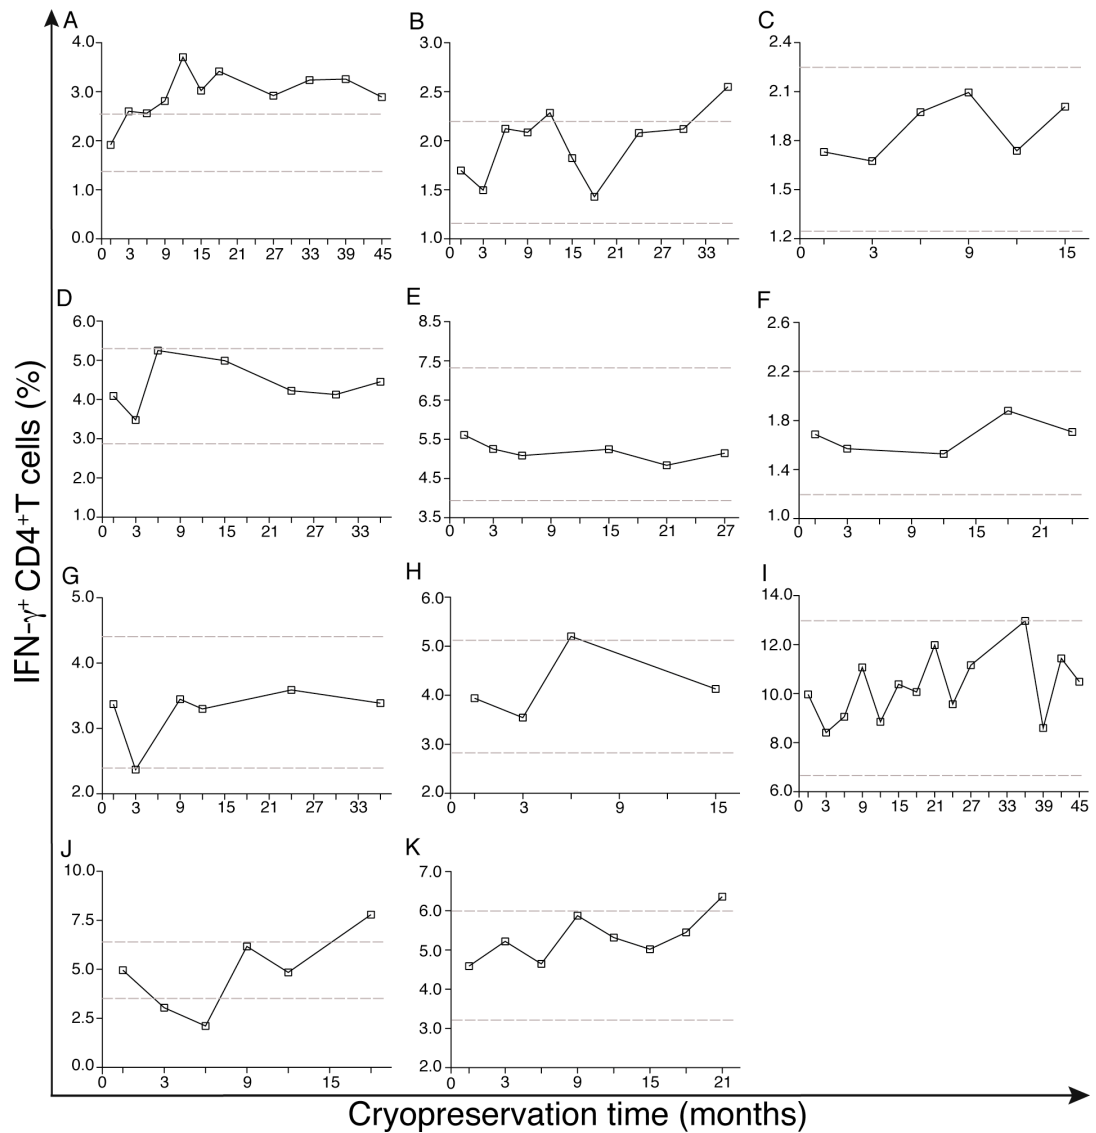 A
4.0
3.0
2.0
1.0
0.0
0 3 9 15 21 27 33 39 45
B
3.0
2.5
2.0
1.5
1.0
0 3 9 15 21 27 33
C
2.4
2.1
1.8
1.5
1.2
0 3 9 15
D
6.0
5.0
4.0
3.0
2.0
1.0
0 3 9 15 21 27 33
E
8.5
7.5
6.5
5.5
4.5
3.5
0 3 9 15 21 27
F
2.6
2.2
1.8
1.4
1.0
0 3 9 15 21
G
5.0
4.0
3.0
2.0
0 3 9 15 21 27 33
H
6.0
5.0
4.0
3.0
2.0
0 3 9 15
I
14.0
12.0
10.0
8.0
6.0
0 3 9 15 21 27 33 39 45
J
10.0
7.5
5.0
2.5
0.0
0 3 9 15
K
7.0
6.0
5.0
4.0
3.0
2.0
0 3 9 15 21
IFN-γ⁺ CD4⁺T cells (%)
Cryopreservation time (months)